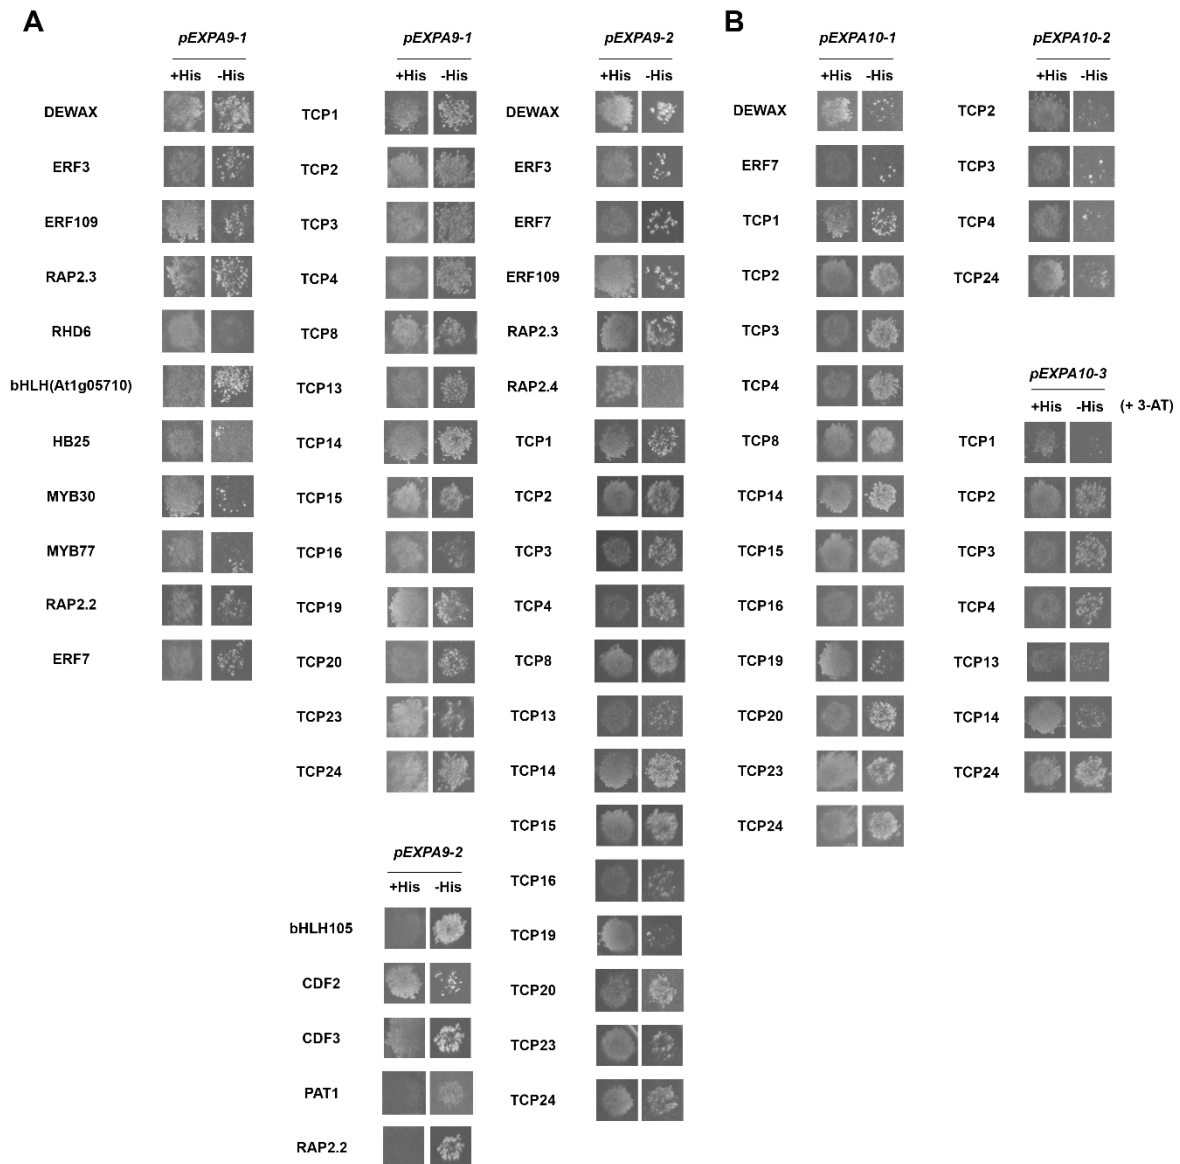 A
pEXPA9-1
+His -His
DEWAX
ERF3
ERF109
RAP2.3
RHD6
bHLH(At1g05710)
HB25
MYB30
MYB77
RAP2.2
ERF7
pEXPA9-1
+His -His
TCP1
TCP2
TCP3
TCP4
TCP8
TCP13
TCP14
TCP15
TCP16
TCP19
TCP20
TCP23
TCP24
pEXPA9-2
+His -His
bHLH105
CDF2
CDF3
PAT1
RAP2.2
pEXPA9-2
+His -His
DEWAX
ERF3
ERF7
ERF109
RAP2.3
RAP2.4
TCP1
TCP2
TCP3
TCP4
TCP8
TCP13
TCP14
TCP15
TCP16
TCP19
TCP20
TCP23
TCP24
B
pEXPA10-1
+His -His
DEWAX
ERF7
TCP1
TCP2
TCP3
TCP4
TCP8
TCP14
TCP15
TCP16
TCP19
TCP20
TCP23
TCP24
pEXPA10-2
+His -His
TCP2
TCP3
TCP4
TCP24
pEXPA10-3
+His -His (+ 3-AT)
TCP1
TCP2
TCP3
TCP4
TCP13
TCP14
TCP24